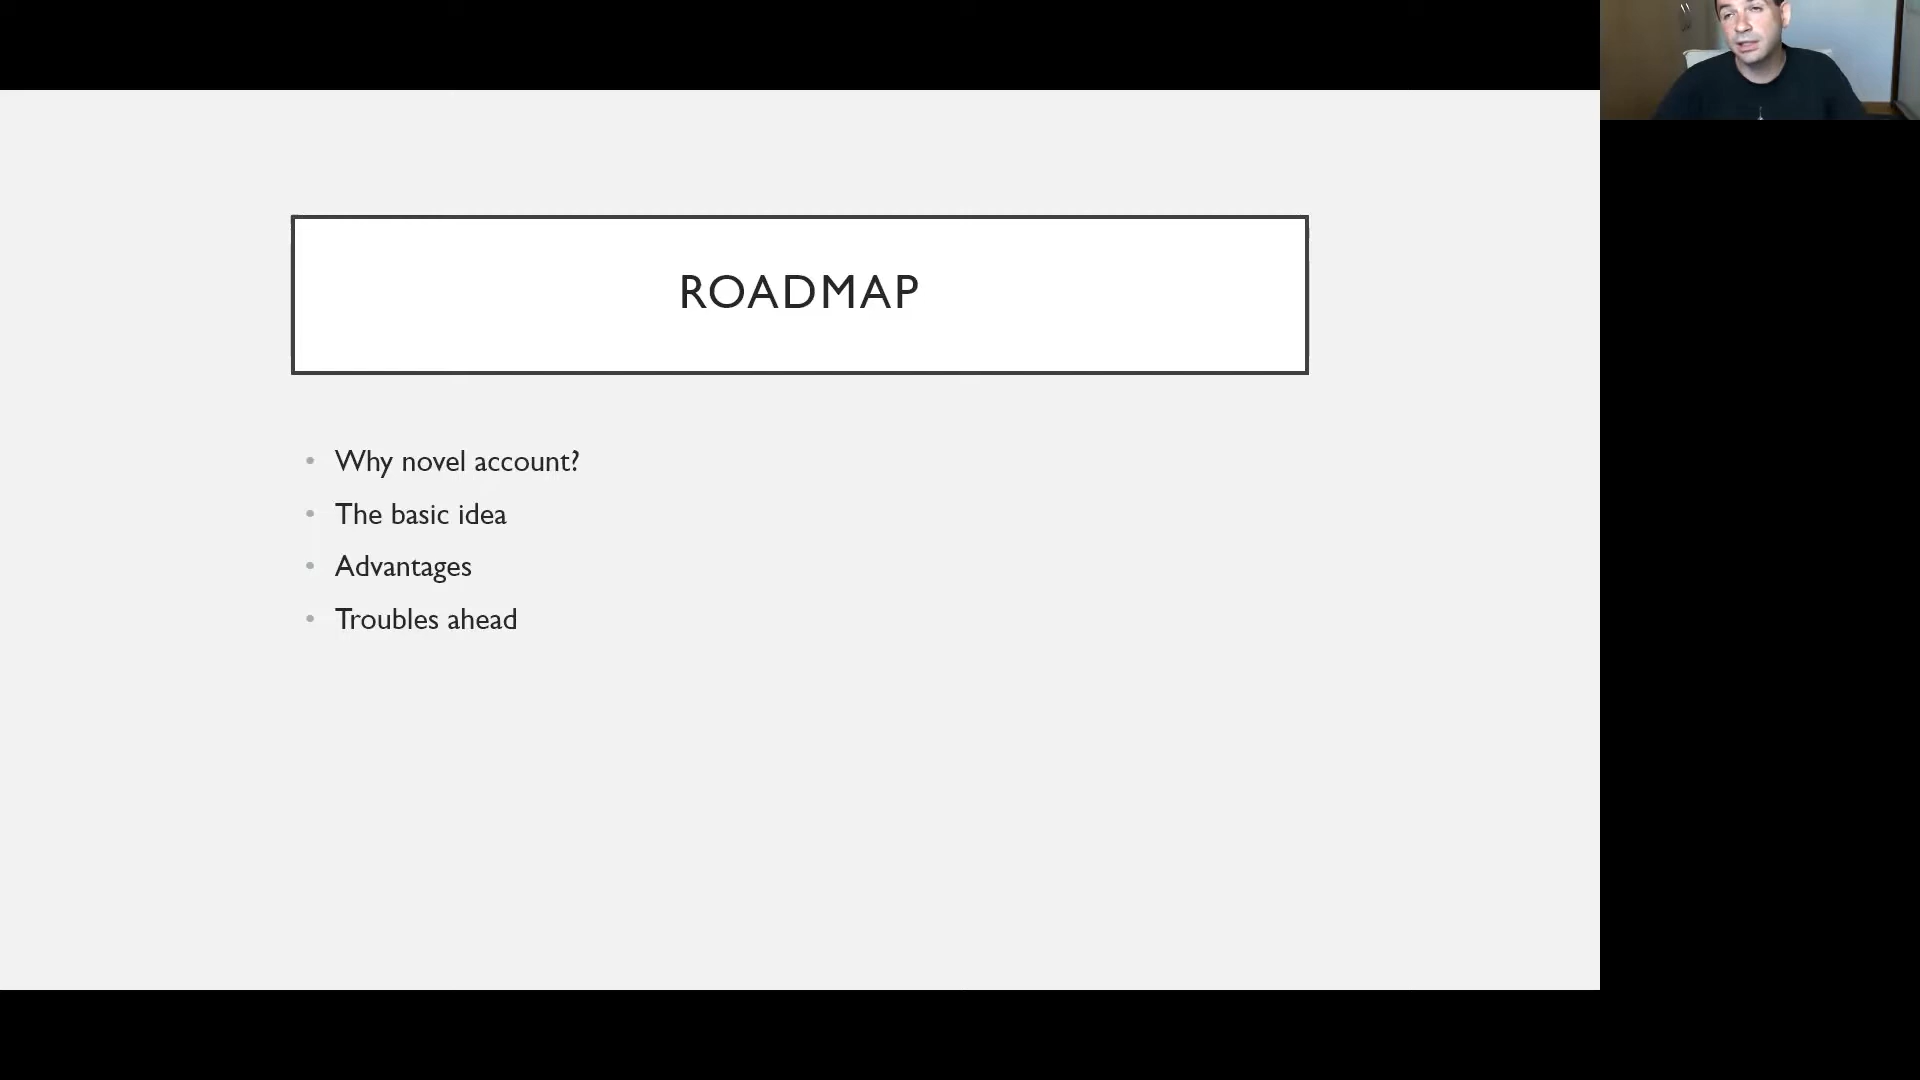 ROADMAP
Why novel account?
The basic idea
Advantages
Troubles ahead